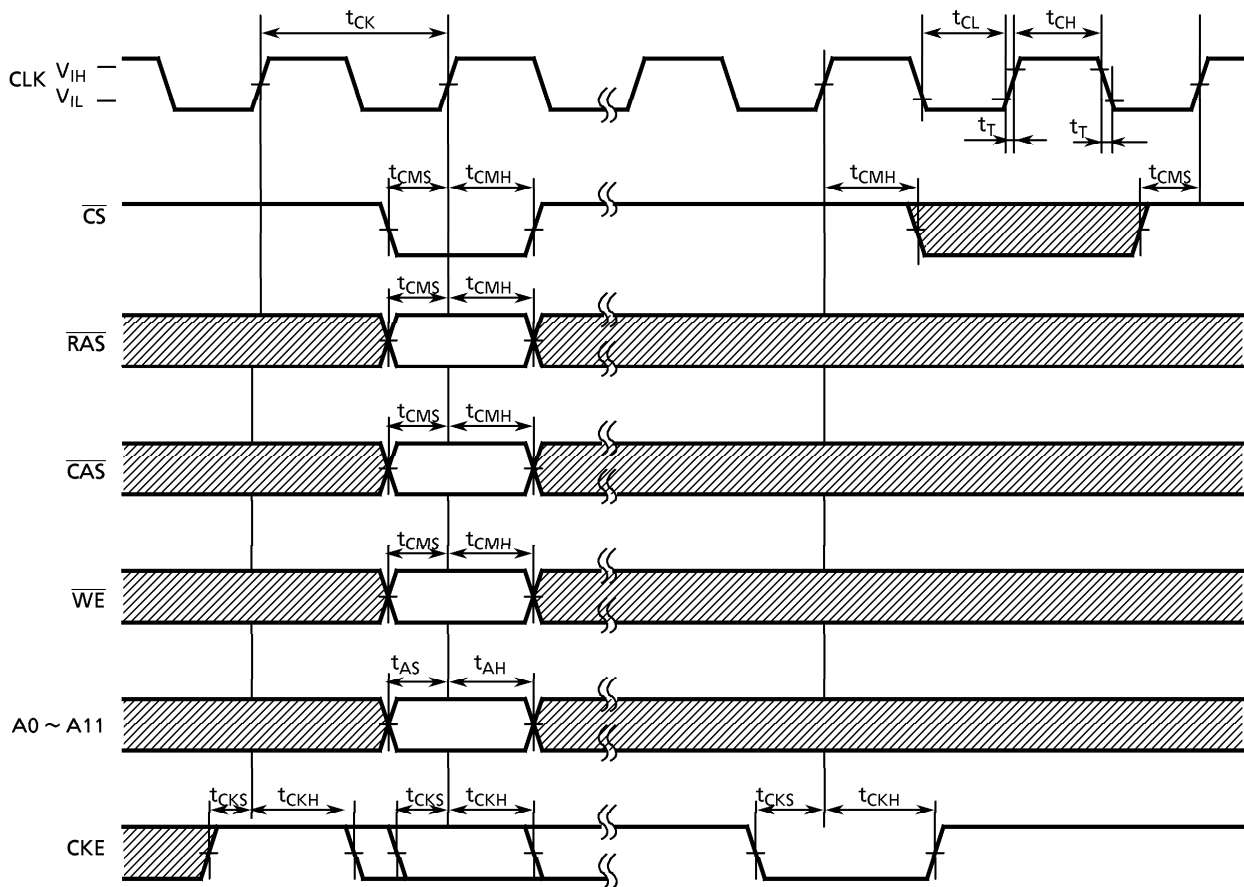 tCK tCL tCH
CLK VIH
VIL
tT tT
tCMS tCMH tCMH tCMS
CS
tCMS tCMH
RAS
tCMS tCMH
CAS
tCMS tCMH
WE
tAS tAH
A0 ~ A11
tCKS tCKH tCKS tCKH tCKS tCKH
CKE